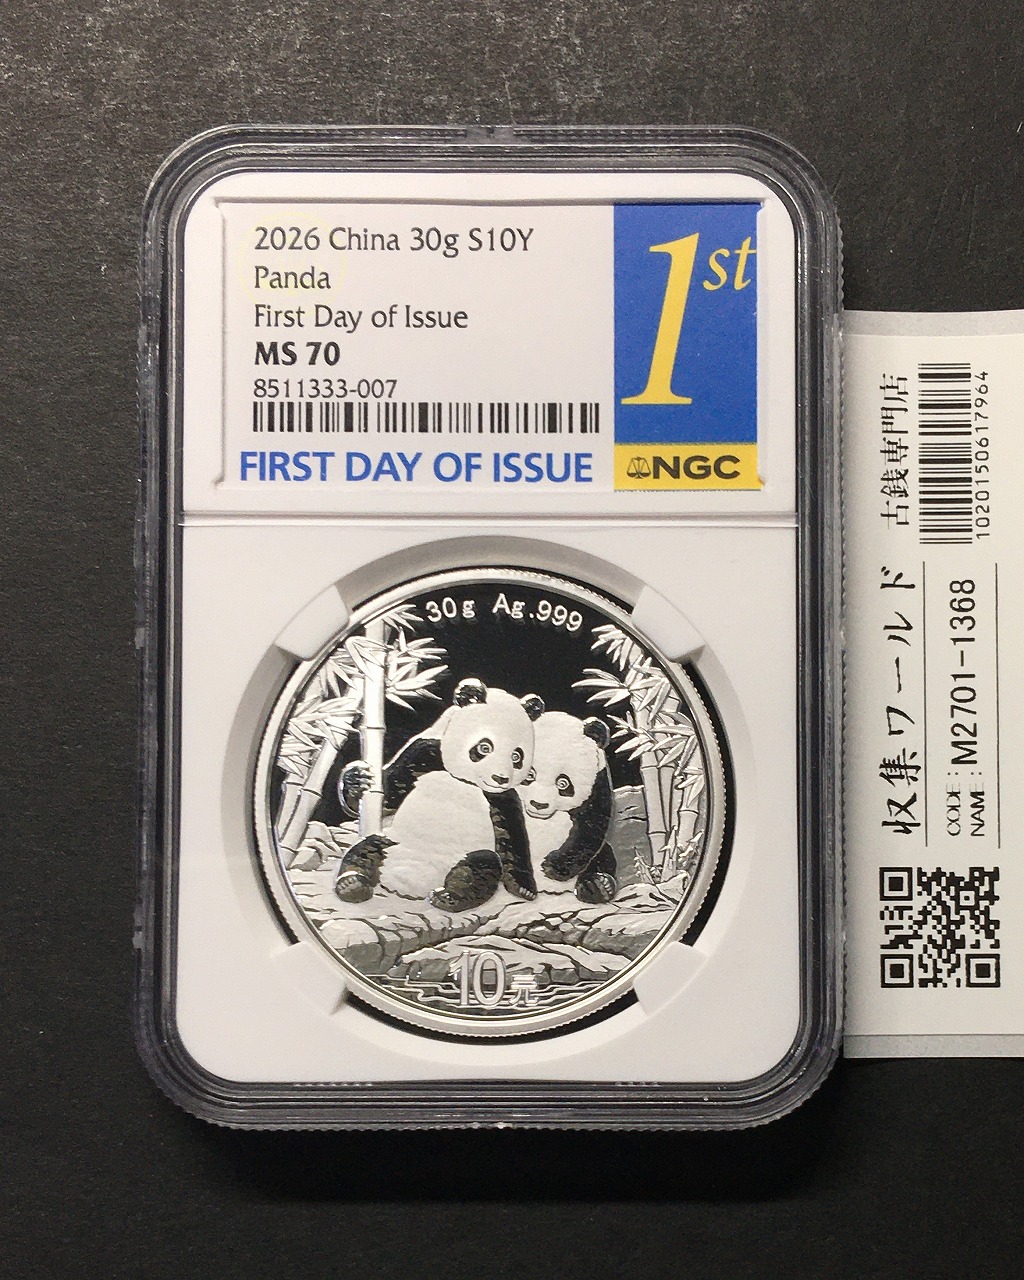 2026 China 30g S10Y
Panda
First Day of Issue
MS 70
8511333-007
FIRST DAY OF ISSUE
1st
NGC
30g Ag.999
10元
収集ワールド 古銭専門店
CODE: M2701-1368
NAME:
1020150617964